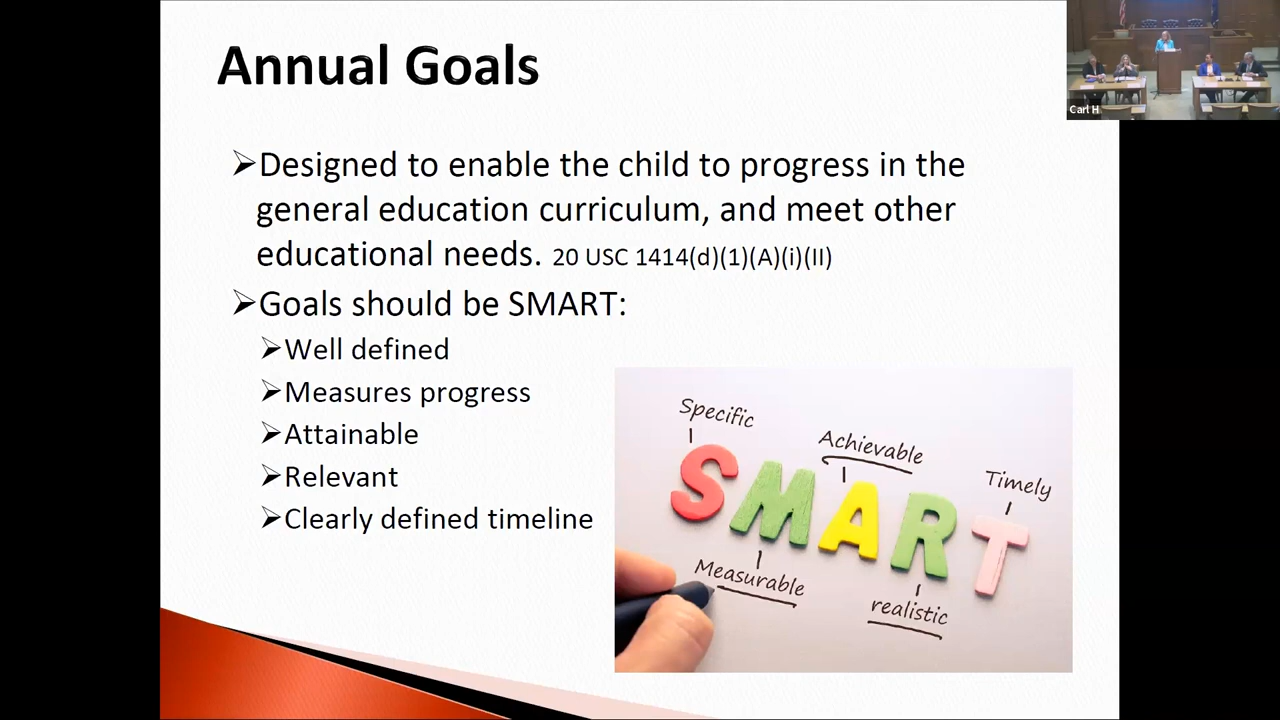 Annual Goals
➢Designed to enable the child to progress in the
general education curriculum, and meet other
educational needs. 20 USC 1414(d)(1)(A)(i)(II)
➢Goals should be SMART:
➢Well defined
➢Measures progress
➢Attainable
➢Relevant
➢Clearly defined timeline
Specific
Achievable
Timely
SMART
Measurable
realistic
Carl H